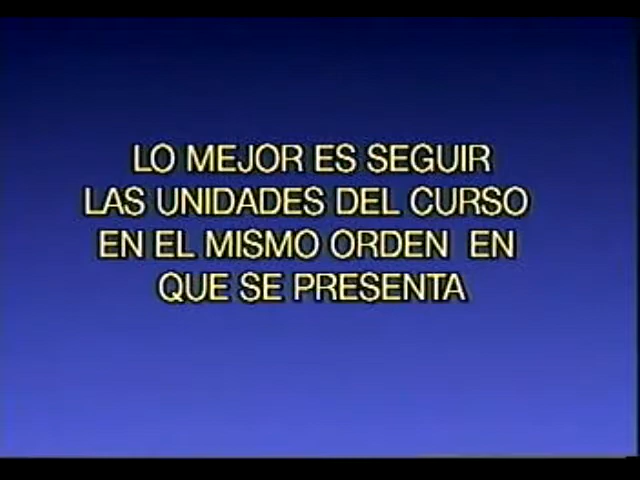 LO MEJOR ES SEGUIR
LAS UNIDADES DEL CURSO
EN EL MISMO ORDEN EN
QUE SE PRESENTA